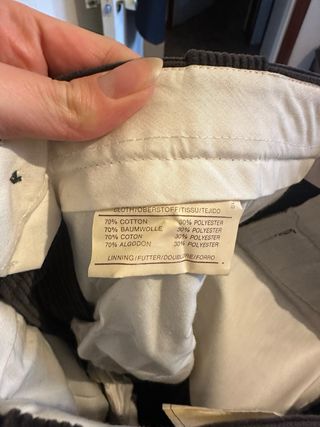 CLOTH/OBERSTOFF/TISSU/TEJIDO
70% COTTON 30% POLYESTER
70% BAUMWOLLE 30% POLYESTER
70% COTON 30% POLYESTER
70% ALGODON 30% POLYESTER
LINNING/FUTTER/DOUBLURE/FORRO